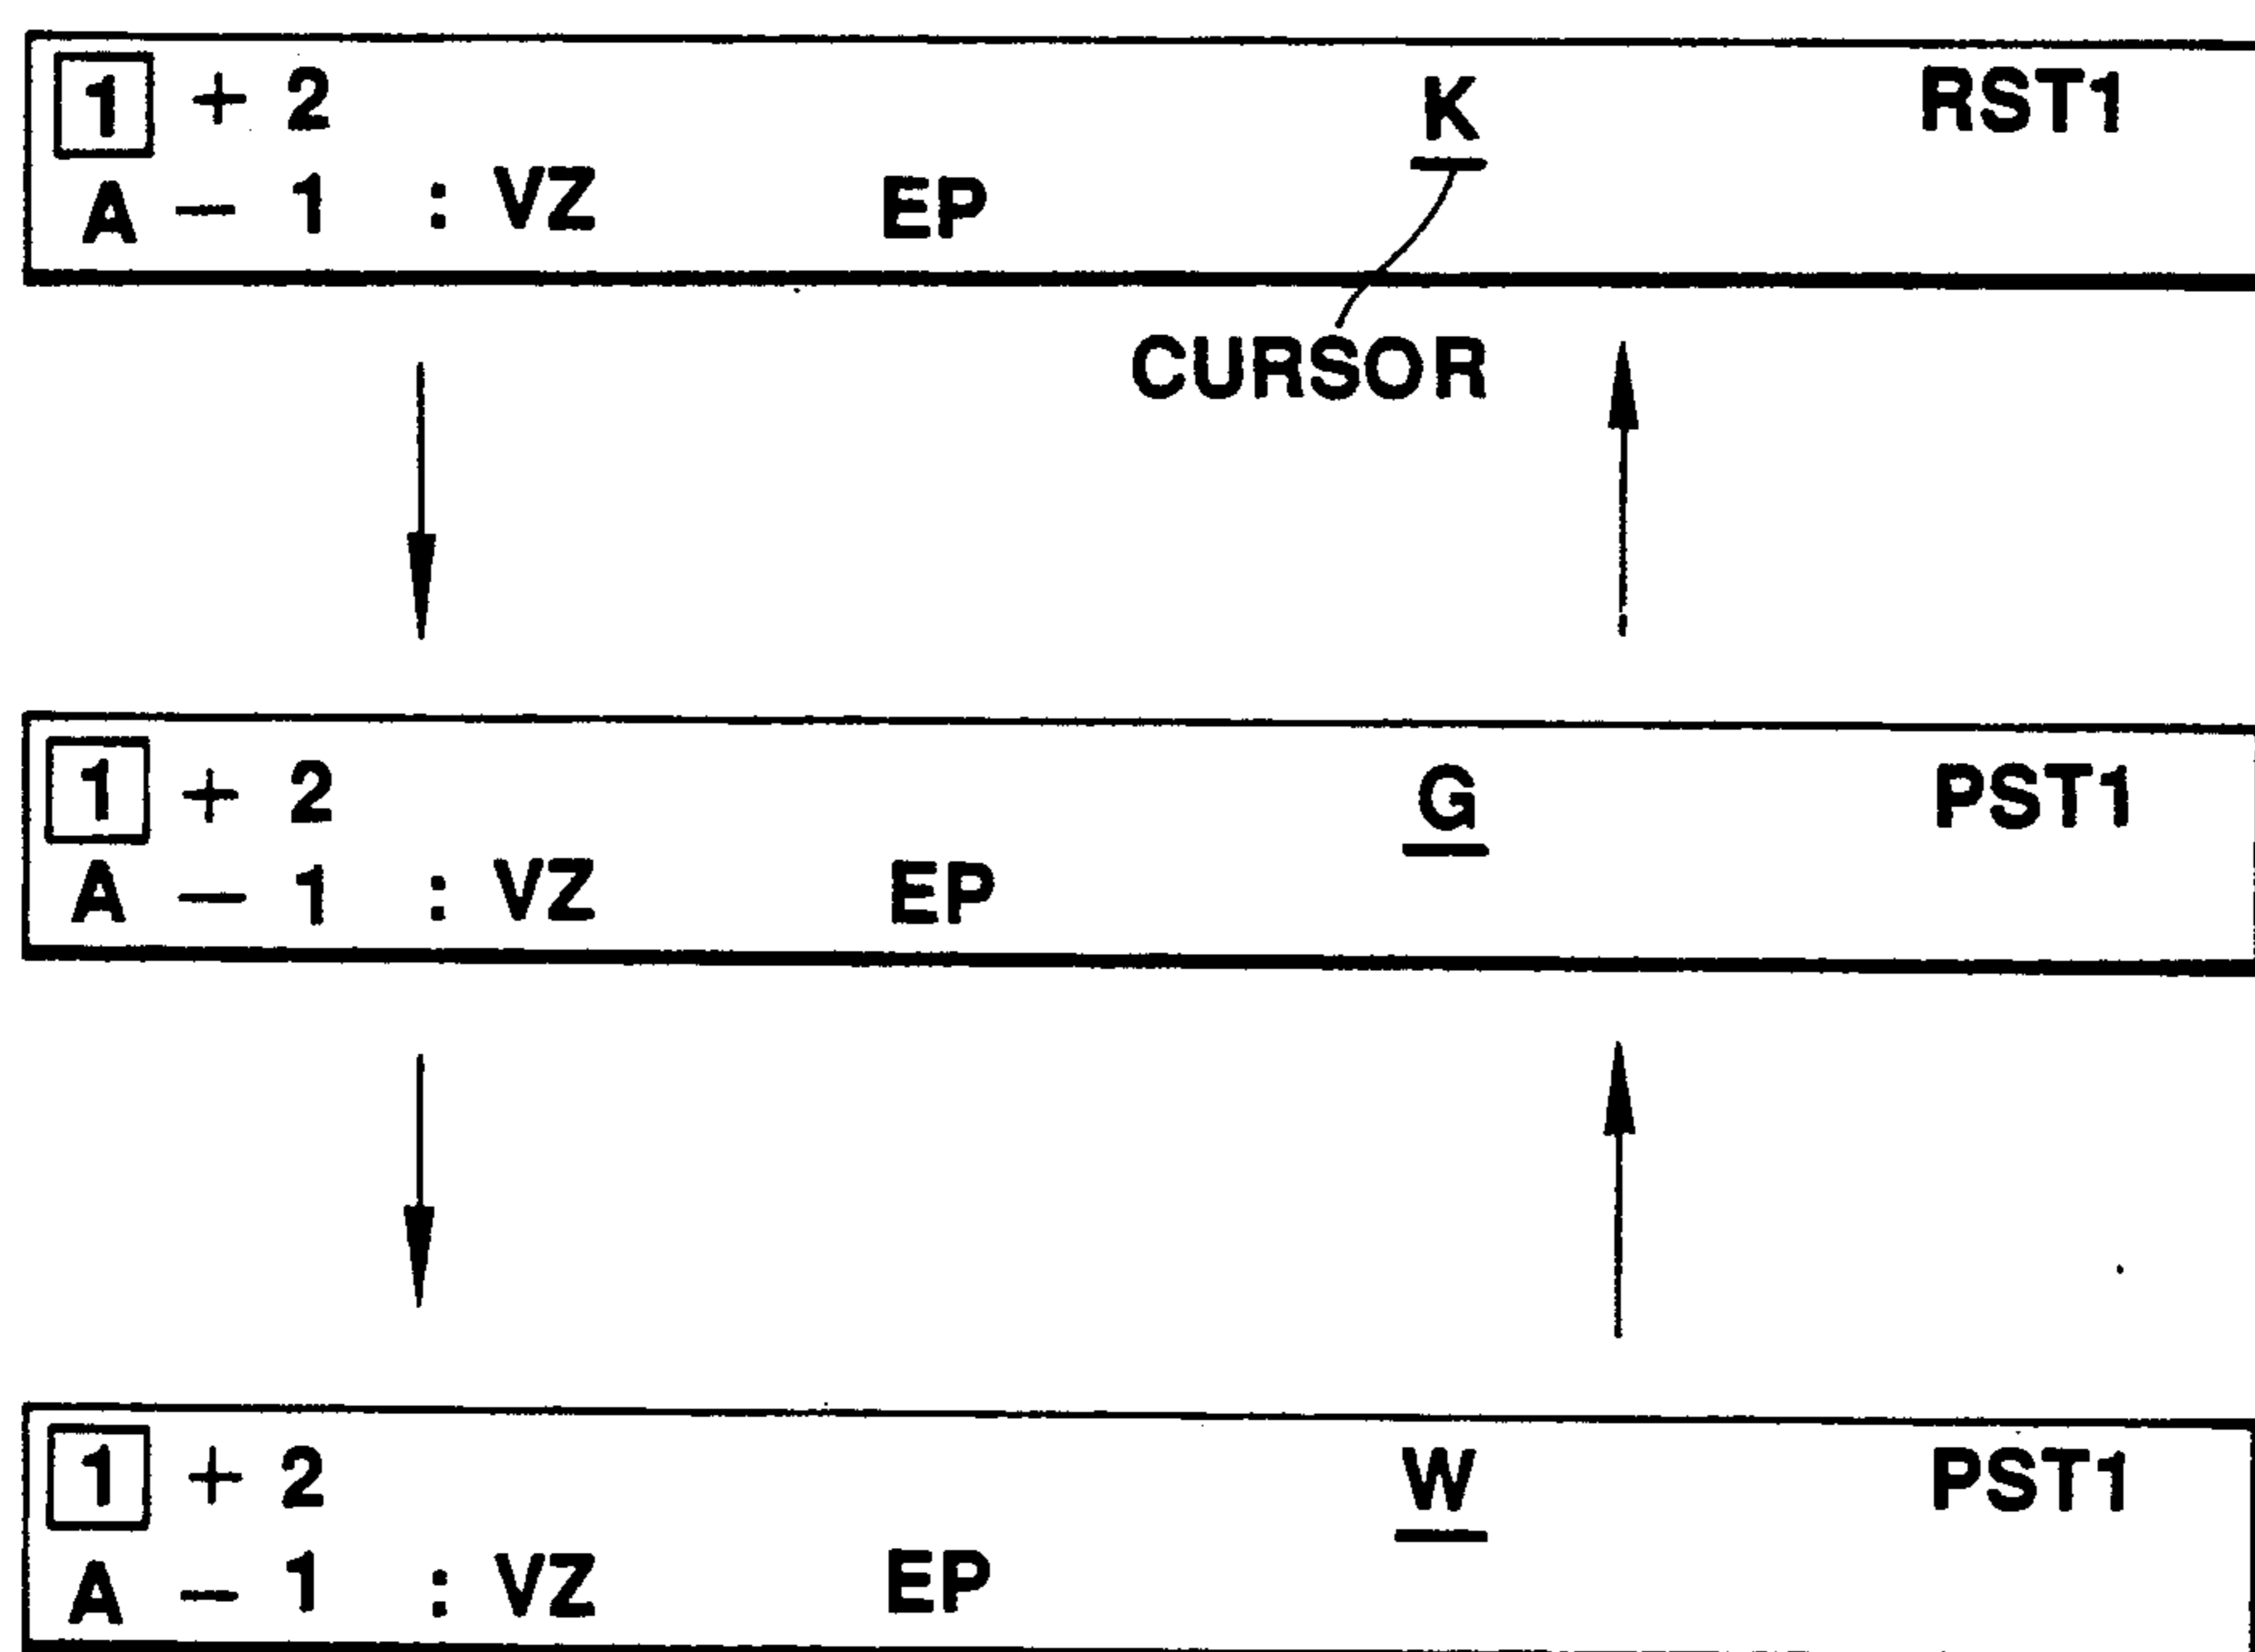 1 + 2 K RST1
A - 1 : VZ EP
CURSOR
1 + 2 G PST1
A - 1 : VZ EP
1 + 2 W PST1
A - 1 : VZ EP